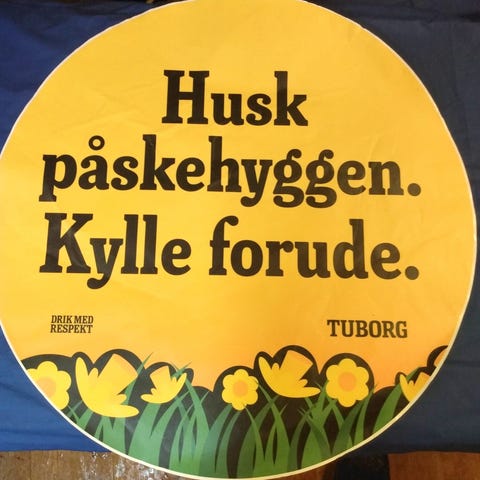 Husk
påskehyggen.
Kylle forude.
DRIK MED
RESPEKT
TUBORG